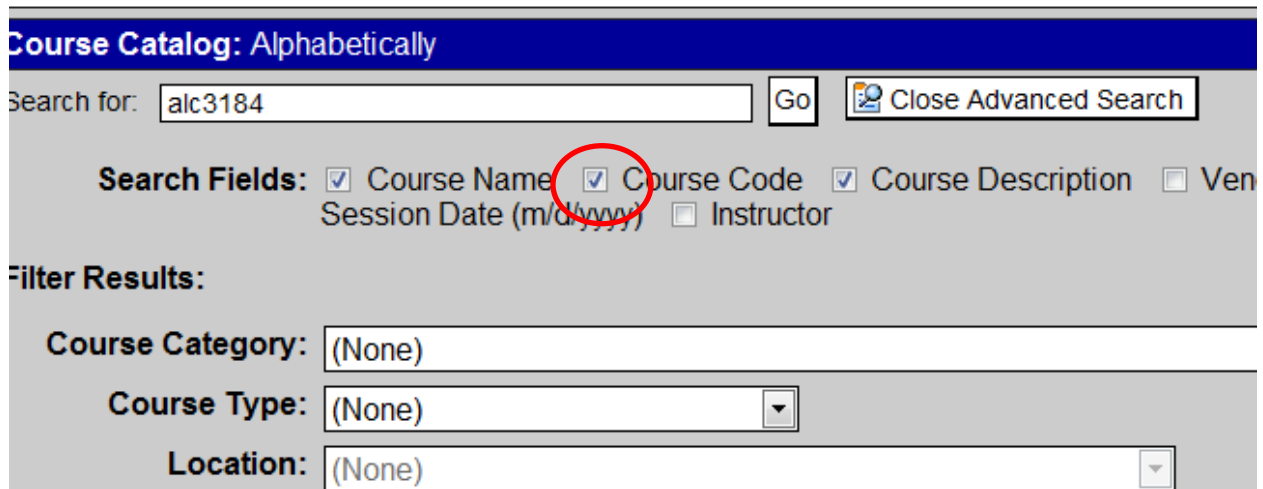 Course Catalog: Alphabetically
Search for: alc3184 Go Close Advanced Search
Search Fields: Course Name Course Code Course Description Ven
Session Date (m/d/yyyy) Instructor
Filter Results:
Course Category: (None)
Course Type: (None)
Location: (None)